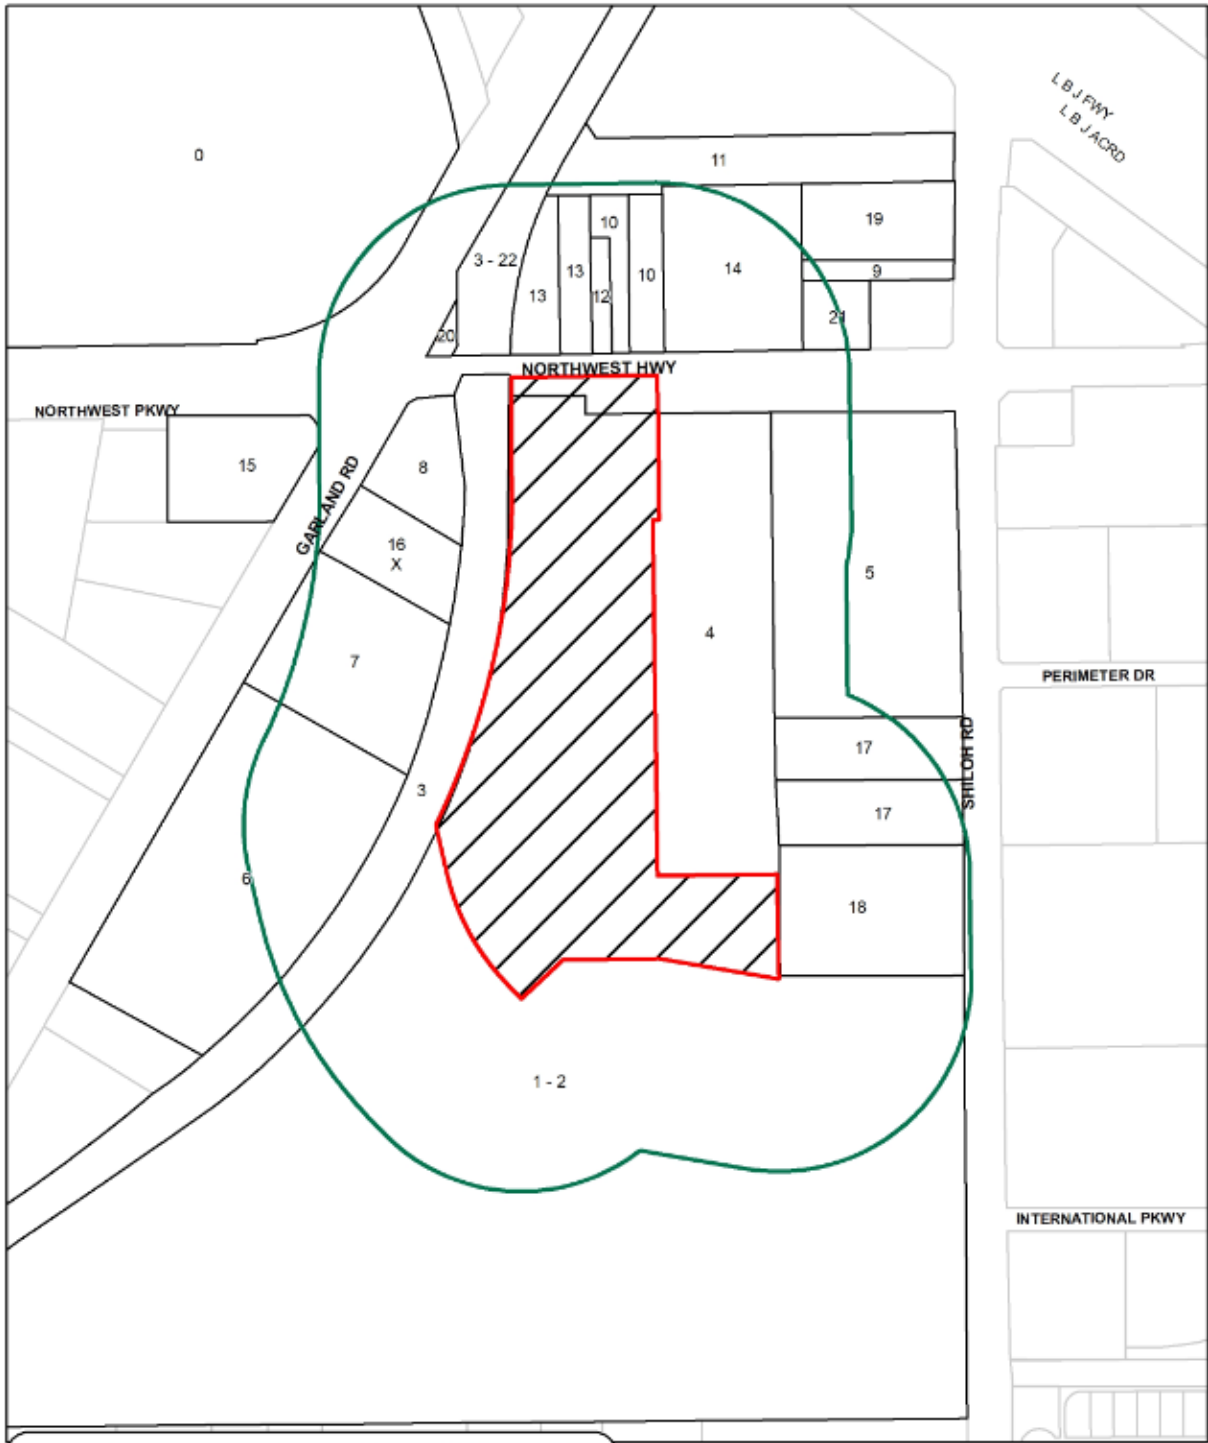 L B J FWY
L B J ACRD
0
11
19
10
3 - 22
13
14
9
10
13
12
21
20
NORTHWEST HWY
NORTHWEST PKWY
15
8
GARLAND RD
16
X
5
4
7
PERIMETER DR
17
SHILOH RD
3
17
6
18
1 - 2
INTERNATIONAL PKWY